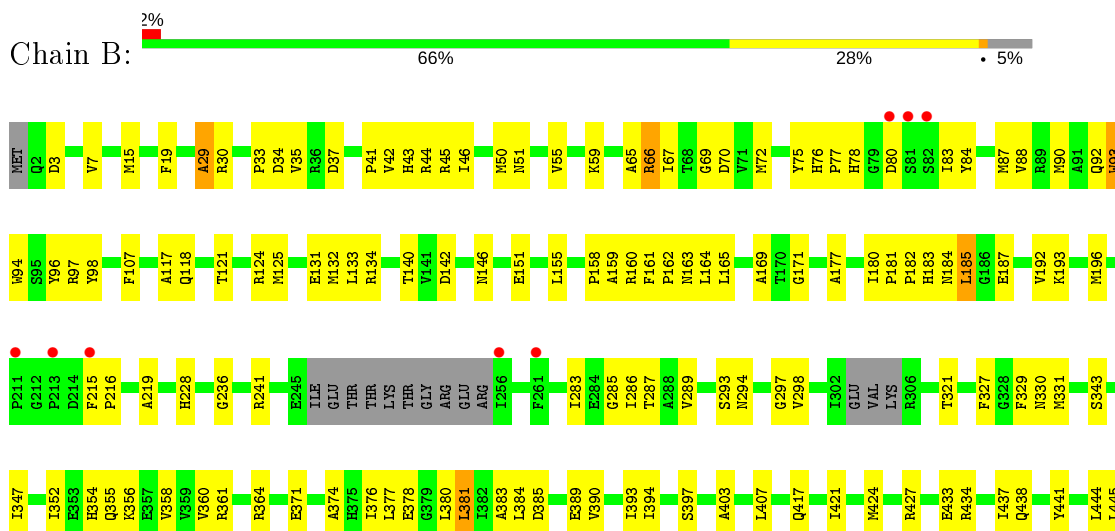 2%
Chain B:
66% 28% • 5%
MET Q2 D3 V7 M15 F19 A29 R30 P33 D34 V35 R36 D37 P41 V42 H43 R44 R45 I46 M50 N51 V55 K59 A65 R66 I67 T68 G69 D70 V71 M72 Y75 H76 P77 H78 G79 D80 S81 S82 I83 Y84 M87 V88 R89 M90 A91 Q92 W93
W94 S95 Y96 R97 Y98 F107 A117 Q118 T121 R124 M125 E131 M132 L133 R134 T140 V141 D142 N146 E151 L155 P158 A159 R160 F161 P162 N163 L164 L165 A169 T170 G171 A177 I180 P181 P182 H183 N184 L185 G186 E187 V192 K193 M196
P211 G212 P213 D214 F215 P216 A219 H228 G236 R241 E245 ILE GLU THR THR LYS THR GLY ARG GLU ARG I256 F261 I283 E284 G285 I286 T287 A288 V289 S293 N294 G297 V298 I302 GLU VAL LYS R306 T321 F327 G328 F329 N330 M331 S343
I347 I352 E353 H354 Q355 K356 E357 V358 V359 V360 R361 R364 E371 A374 H375 I376 L377 E378 G379 L380 L381 I382 A383 L384 D385 E389 V390 I393 I394 S397 A403 L407 Q417 I421 M424 R427 E433 R434 I437 Q438 Y441 L444 L445